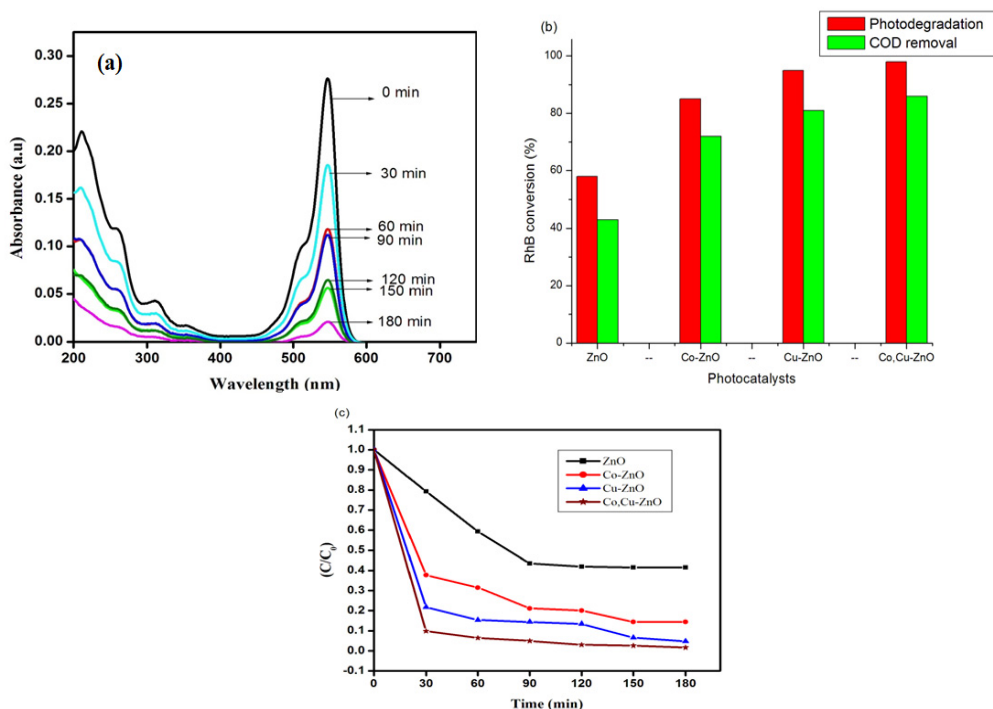 (a)
0.30
0.25
0.20
0.15
0.10
0.05
0.00
Absorbance (a.u)
0 min
30 min
60 min
90 min
120 min
150 min
180 min
200 300 400 500 600 700
Wavelength (nm)
(b)
Photodegradation
COD removal
100
80
60
40
20
0
RhB conversion (%)
ZnO -- Co-ZnO -- Cu-ZnO -- Co,Cu-ZnO
Photocatalysts
(c)
1.1
1.0
0.9
0.8
0.7
0.6
0.5
0.4
0.3
0.2
0.1
0.0
-0.1
(C/C0)
ZnO
Co-ZnO
Cu-ZnO
Co,Cu-ZnO
0 30 60 90 120 150 180
Time (min)